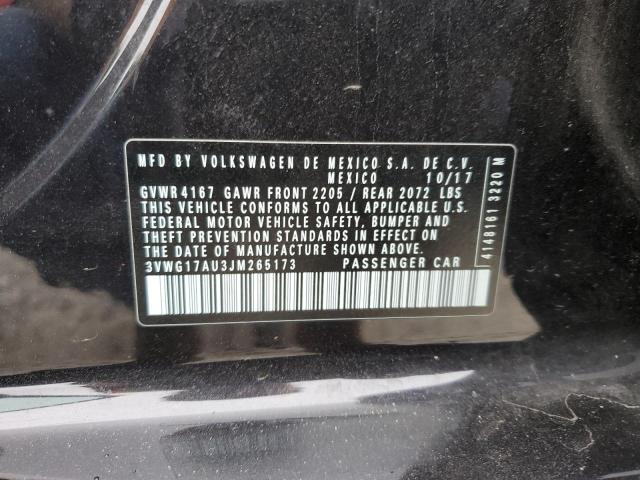 MFD BY VOLKSWAGEN DE MEXICO S.A. DE C.V.
MEXICO 10/17
GVWR 4167 GAWR FRONT 2205 / REAR 2072 LBS
THIS VEHICLE CONFORMS TO ALL APPLICABLE U.S.
FEDERAL MOTOR VEHICLE SAFETY, BUMPER AND
THEFT PREVENTION STANDARDS IN EFFECT ON THE
DATE OF MANUFACTURE SHOWN ABOVE.
3VWG17AU3JM265173 PASSENGER CAR
4148161 3220 M